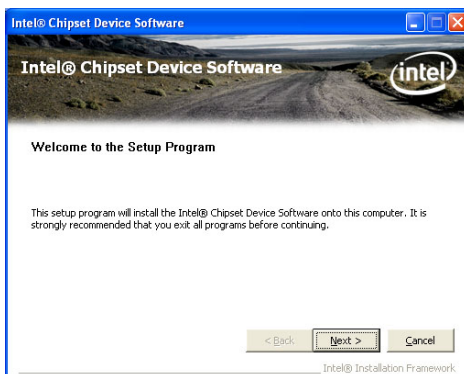 Intel® Chipset Device Software
Intel® Chipset Device Software
intel
Welcome to the Setup Program
This setup program will install the Intel® Chipset Device Software onto this computer. It is
strongly recommended that you exit all programs before continuing.
< Back
Next >
Cancel
Intel® Installation Framework